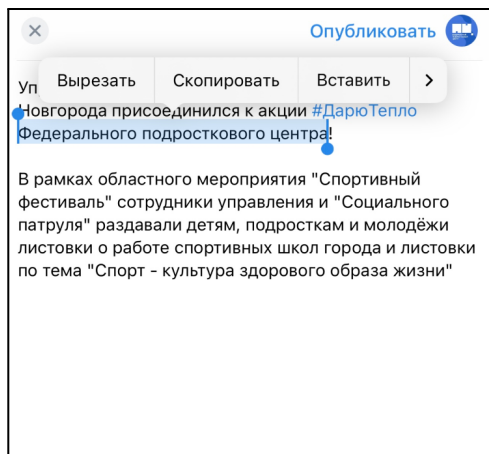 Опубликовать
Вырезать Скопировать Вставить
Уп
Новгорода присоединился к акции #ДарюТепло
Федерального подросткового центра!
В рамках областного мероприятия "Спортивный
фестиваль" сотрудники управления и "Социального
патруля" раздавали детям, подросткам и молодёжи
листовки о работе спортивных школ города и листовки
по тема "Спорт - культура здорового образа жизни"